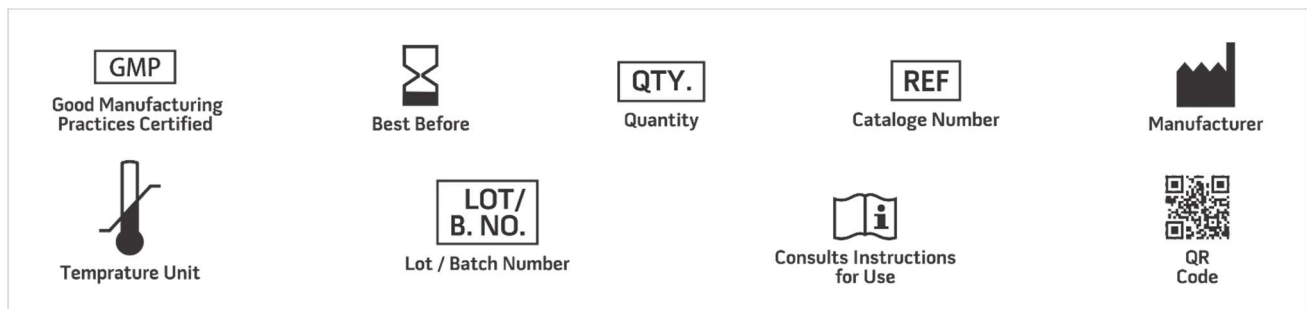 GMP
Good Manufacturing
Practices Certified
Best Before
QTY.
Quantity
REF
Cataloge Number
Manufacturer
Temprature Unit
LOT/
B. NO.
Lot / Batch Number
i
Consults Instructions
for Use
QR
Code